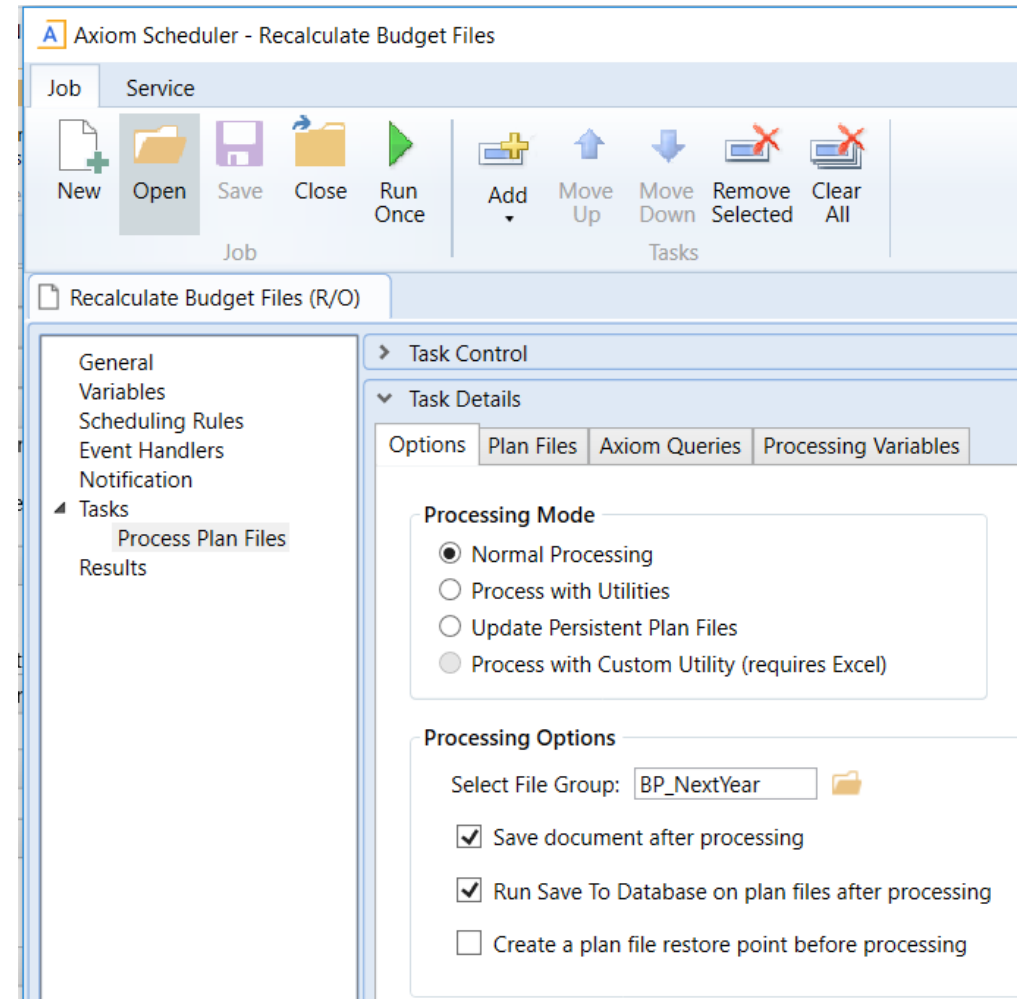 A Axiom Scheduler - Recalculate Budget Files
Job Service
New Open Save Close Run Once Add Move Up Move Down Remove Selected Clear All
Job Tasks
Recalculate Budget Files (R/O)
General
Variables
Scheduling Rules
Event Handlers
Notification
Tasks
Process Plan Files
Results
Task Control
Task Details
Options Plan Files Axiom Queries Processing Variables
Processing Mode
Normal Processing
Process with Utilities
Update Persistent Plan Files
Process with Custom Utility (requires Excel)
Processing Options
Select File Group: BP_NextYear
Save document after processing
Run Save To Database on plan files after processing
Create a plan file restore point before processing